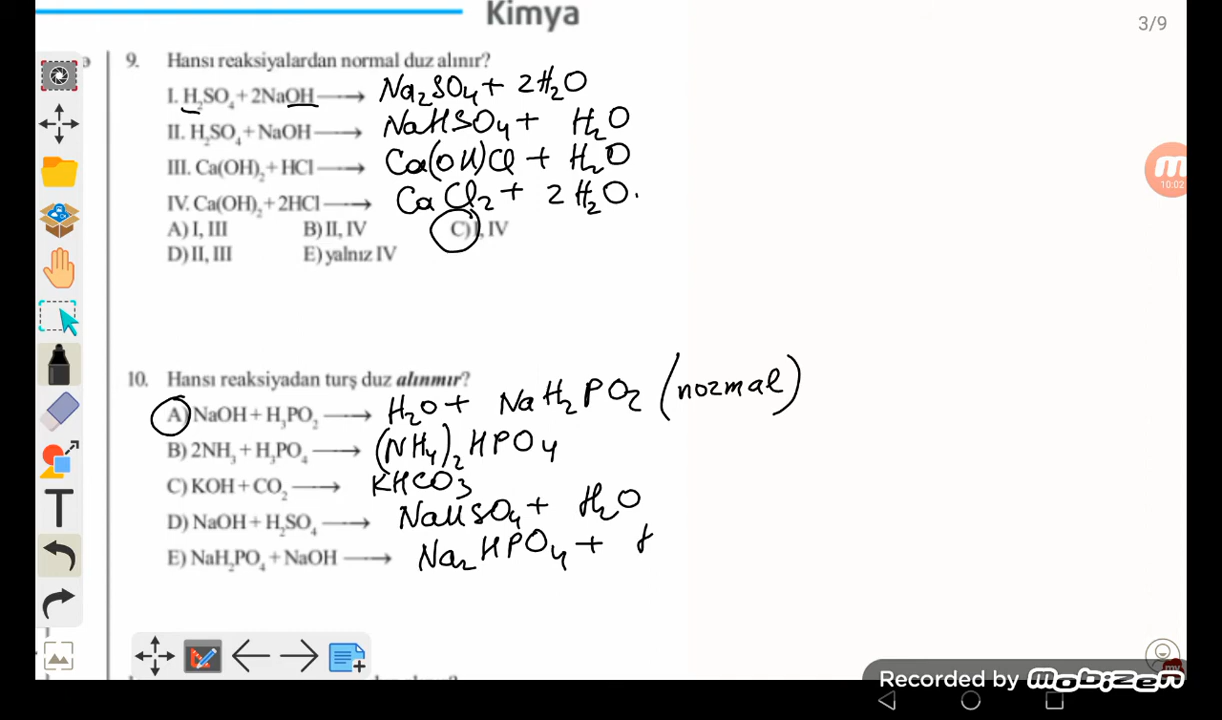 Kimya
3/9
9. Hansı reaksiyalardan normal duz alınır?
I. H₂SO₄ + 2NaOH ⟶ Na₂SO₄ + 2H₂O
II. H₂SO₄ + NaOH ⟶ NaHSO₄ + H₂O
III. Ca(OH)₂ + HCl ⟶ Ca(OH)Cl + H₂O
IV. Ca(OH)₂ + 2HCl ⟶ CaCl₂ + 2H₂O.
A) I, III B) II, IV C) I, IV
D) II, III E) yalnız IV
10. Hansı reaksiyadan turş duz alınmır?
A) NaOH + H₃PO₂ ⟶ H₂O + NaH₂PO₂ (normal)
B) 2NH₃ + H₃PO₄ ⟶ (NH₄)₂HPO₄
C) KOH + CO₂ ⟶ KHCO₃
D) NaOH + H₂SO₄ ⟶ NaHSO₄ + H₂O
E) NaH₂PO₄ + NaOH ⟶ Na₂HPO₄ +
10:02
T
Recorded by mobizen